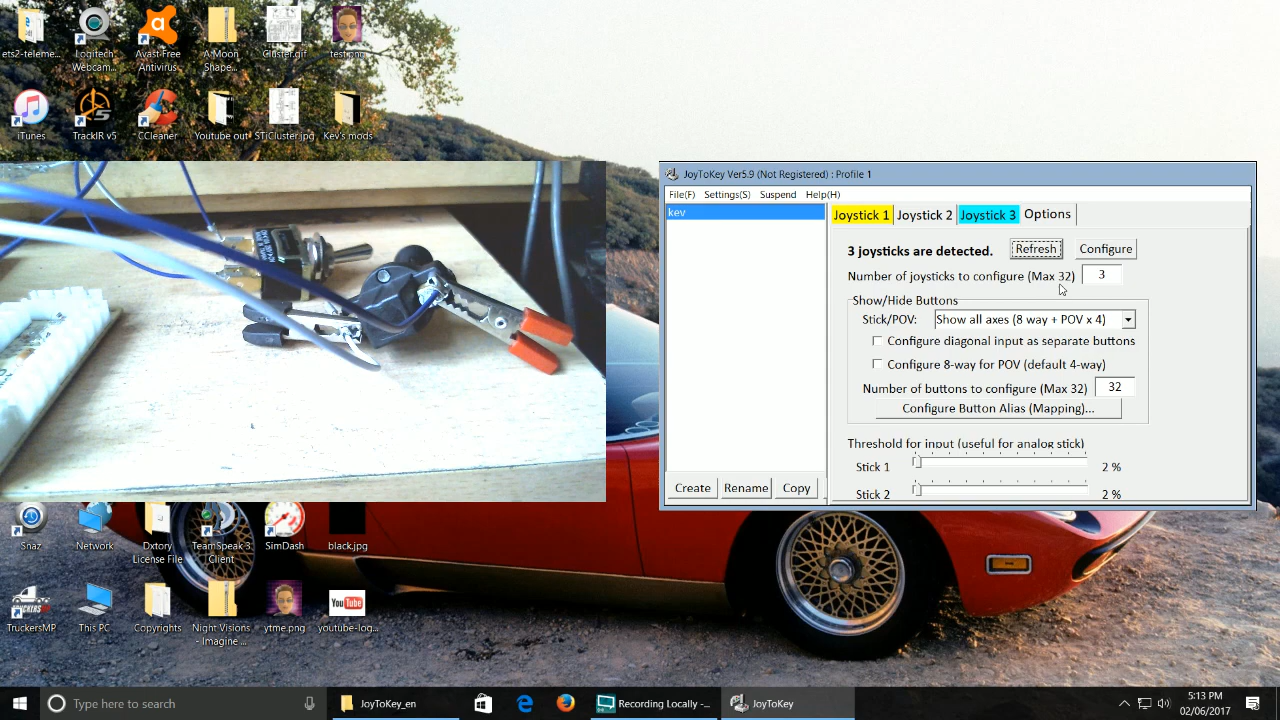 ets2-teleme...
Logitech Webcam...
Avast Free Antivirus
A Moon Shape...
Cluster.gif
test.png
iTunes
TrackIR v5
CCleaner
Youtube out
STiCluster.jpg
Kev's mods
JoyToKey Ver5.9 (Not Registered) : Profile 1
File(F) Settings(S) Suspend Help(H)
kev
Joystick 1 Joystick 2 Joystick 3 Options
3 joysticks are detected. Refresh Configure
Number of joysticks to configure (Max 32) 3
Show/Hide Buttons
Stick/POV: Show all axes (8 way + POV x 4)
Configure diagonal input as separate buttons
Configure 8-way for POV (default 4-way)
Number of buttons to configure (Max 32) 32
Configure Button Alias (Mapping)...
Threshold for input (useful for analog stick)
Stick 1 2 %
Stick 2 2 %
Create Rename Copy
Snaz
Network
Dxtory License File
TeamSpeak 3 Client
SimDash
black.jpg
TruckersMP
This PC
Copyrights
Night Visions - Imagine ...
ytme.png
youtube-log...
Type here to search
JoyToKey_en
Recording Locally -...
JoyToKey
5:13 PM
02/06/2017